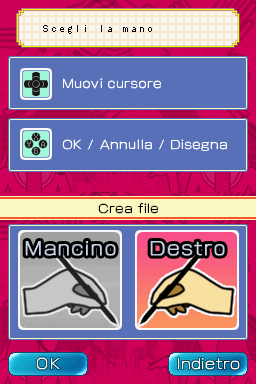 Scegli la mano
Muovi cursore
OK / Annulla / Disegna
Crea file
Mancino Destro
OK Indietro